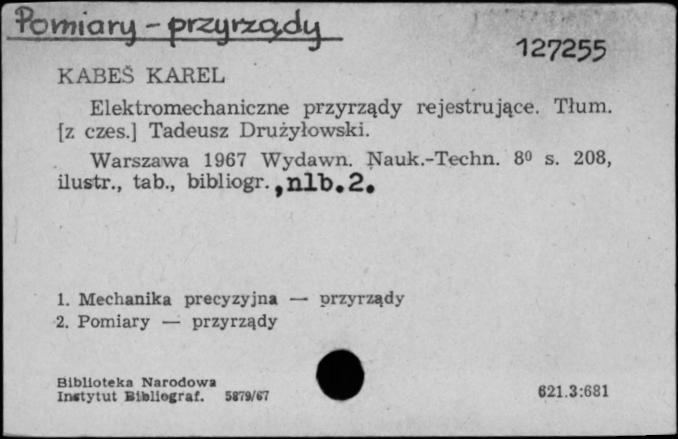 Pomiary - przyrządy
127255
KABEŠ KAREL
Elektromechaniczne przyrządy rejestrujące. Tłum.
[z czes.] Tadeusz Drużyłowski.
Warszawa 1967 Wydawn. Nauk.-Techn. 8⁰ s. 208,
ilustr., tab., bibliogr. ,nlb.2.
1. Mechanika precyzyjna — przyrządy
2. Pomiary — przyrządy
Biblioteka Narodowa
Instytut Bibliograf. 5879/67
621.3:681